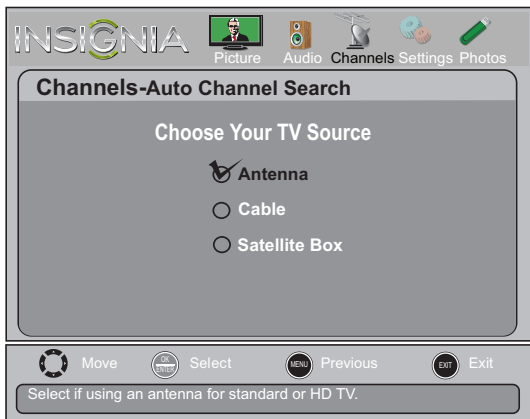 INSIGNIA
Picture Audio Channels Settings Photos
Channels-Auto Channel Search
Choose Your TV Source
Antenna
Cable
Satellite Box
Move OK ENTER Select MENU Previous EXIT Exit
Select if using an antenna for standard or HD TV.